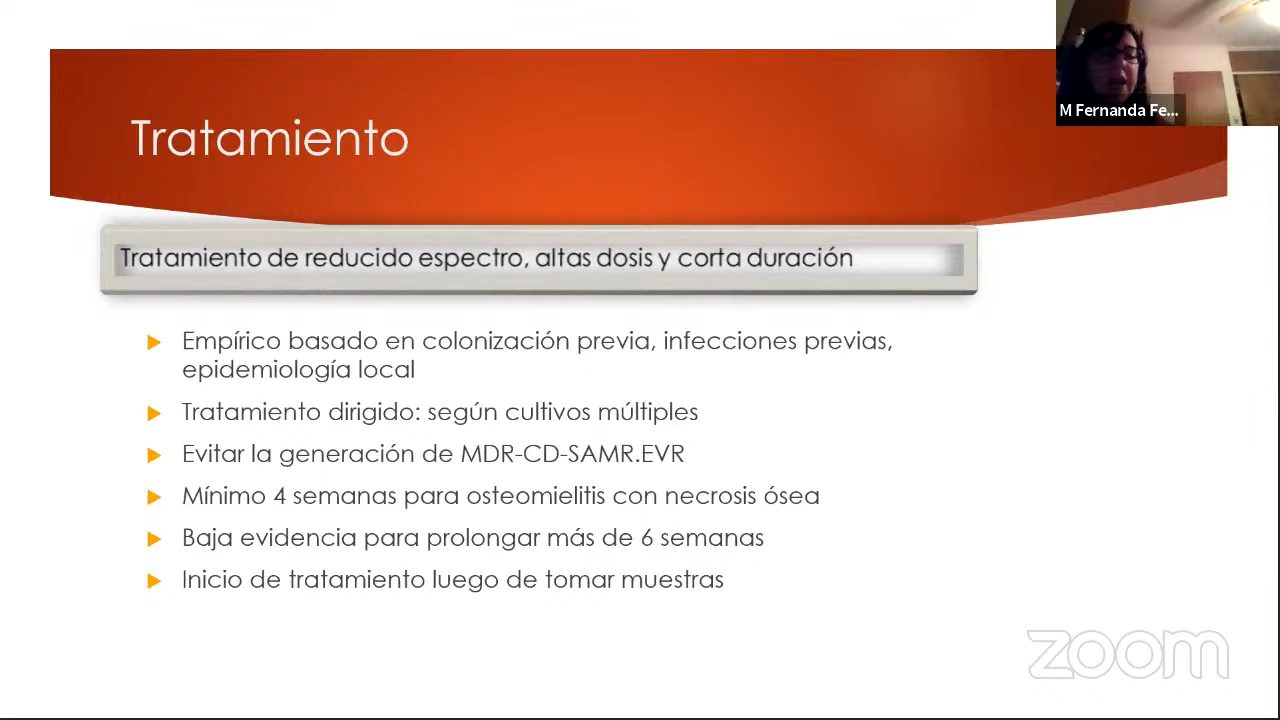 Tratamiento
M Fernanda Fe...
Tratamiento de reducido espectro, altas dosis y corta duración
Empírico basado en colonización previa, infecciones previas,
epidemiología local
Tratamiento dirigido: según cultivos múltiples
Evitar la generación de MDR-CD-SAMR.EVR
Mínimo 4 semanas para osteomielitis con necrosis ósea
Baja evidencia para prolongar más de 6 semanas
Inicio de tratamiento luego de tomar muestras
zoom